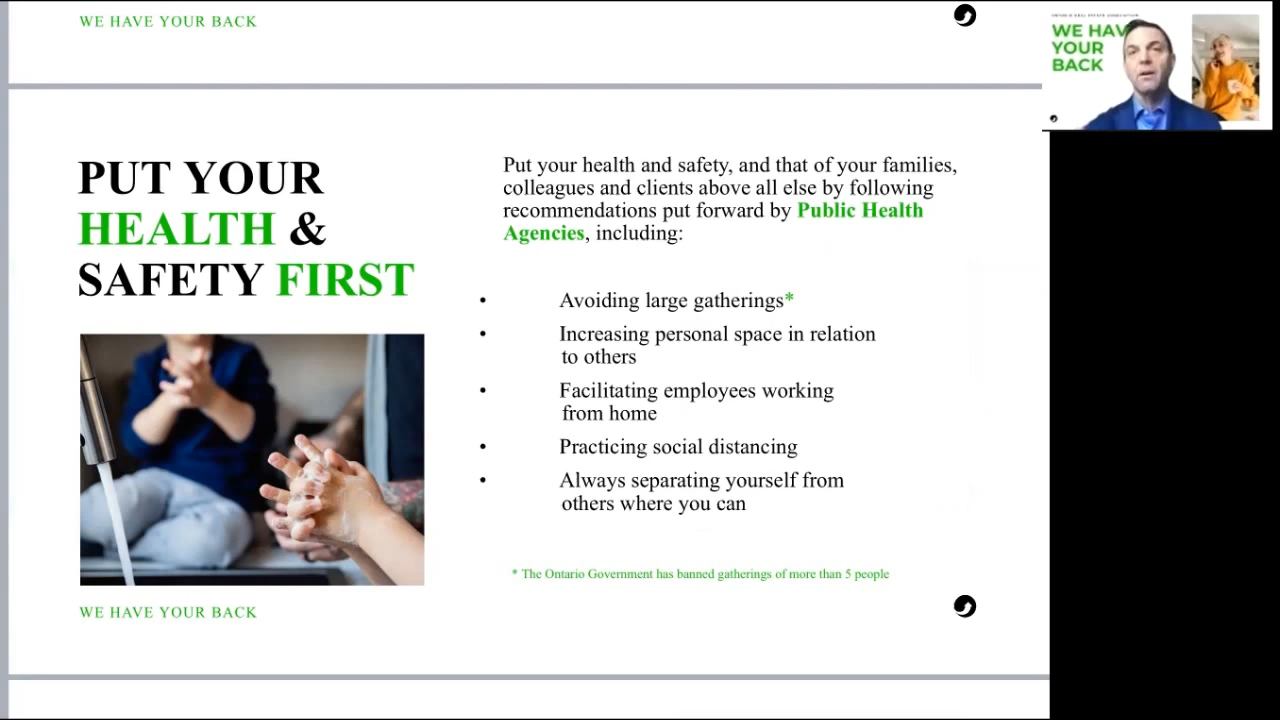 WE HAVE YOUR BACK
WE HAV
YOUR
BACK
PUT YOUR
HEALTH &
SAFETY FIRST
Put your health and safety, and that of your families,
colleagues and clients above all else by following
recommendations put forward by Public Health
Agencies, including:
• Avoiding large gatherings*
• Increasing personal space in relation
to others
• Facilitating employees working
from home
• Practicing social distancing
• Always separating yourself from
others where you can
* The Ontario Government has banned gatherings of more than 5 people
WE HAVE YOUR BACK